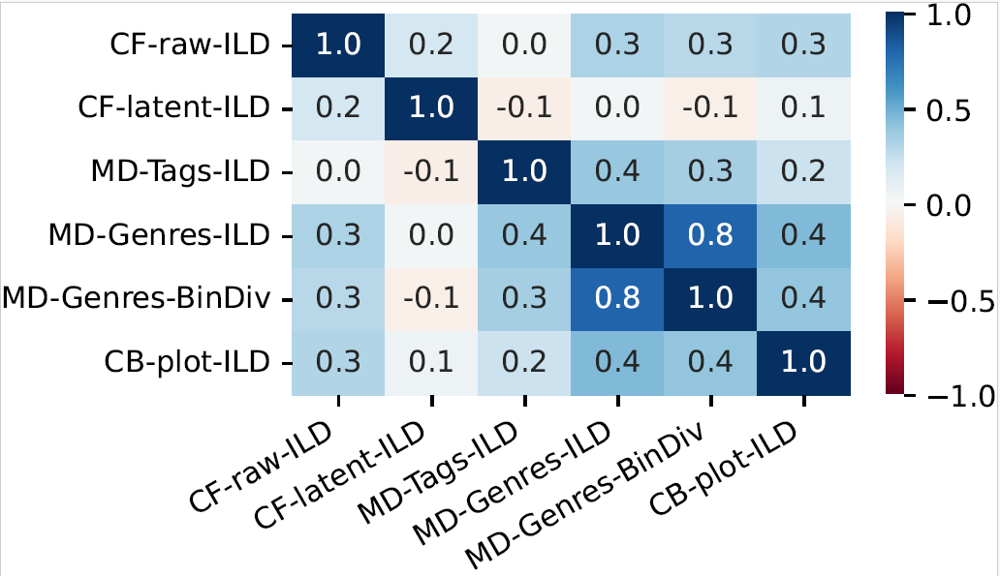 CF-raw-ILD 1.0 0.2 0.0 0.3 0.3 0.3
CF-latent-ILD 0.2 1.0 -0.1 0.0 -0.1 0.1
MD-Tags-ILD 0.0 -0.1 1.0 0.4 0.3 0.2
MD-Genres-ILD 0.3 0.0 0.4 1.0 0.8 0.4
MD-Genres-BinDiv 0.3 -0.1 0.3 0.8 1.0 0.4
CB-plot-ILD 0.3 0.1 0.2 0.4 0.4 1.0
CF-raw-ILD
CF-latent-ILD
MD-Tags-ILD
MD-Genres-ILD
MD-Genres-BinDiv
CB-plot-ILD
1.0
0.5
0.0
−0.5
−1.0